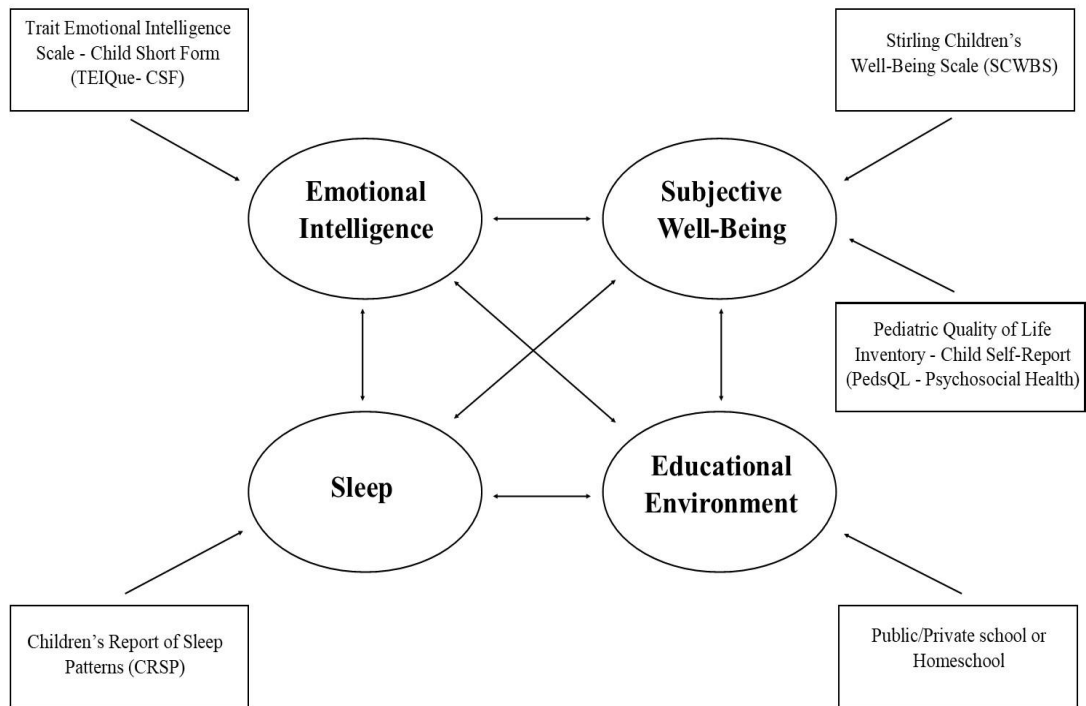 Trait Emotional Intelligence
Scale - Child Short Form
(TEIQue- CSF)
Stirling Children’s
Well-Being Scale (SCWBS)
Emotional
Intelligence
Subjective
Well-Being
Pediatric Quality of Life
Inventory - Child Self-Report
(PedsQL - Psychosocial Health)
Sleep
Educational
Environment
Children’s Report of Sleep
Patterns (CRSP)
Public/Private school or
Homeschool